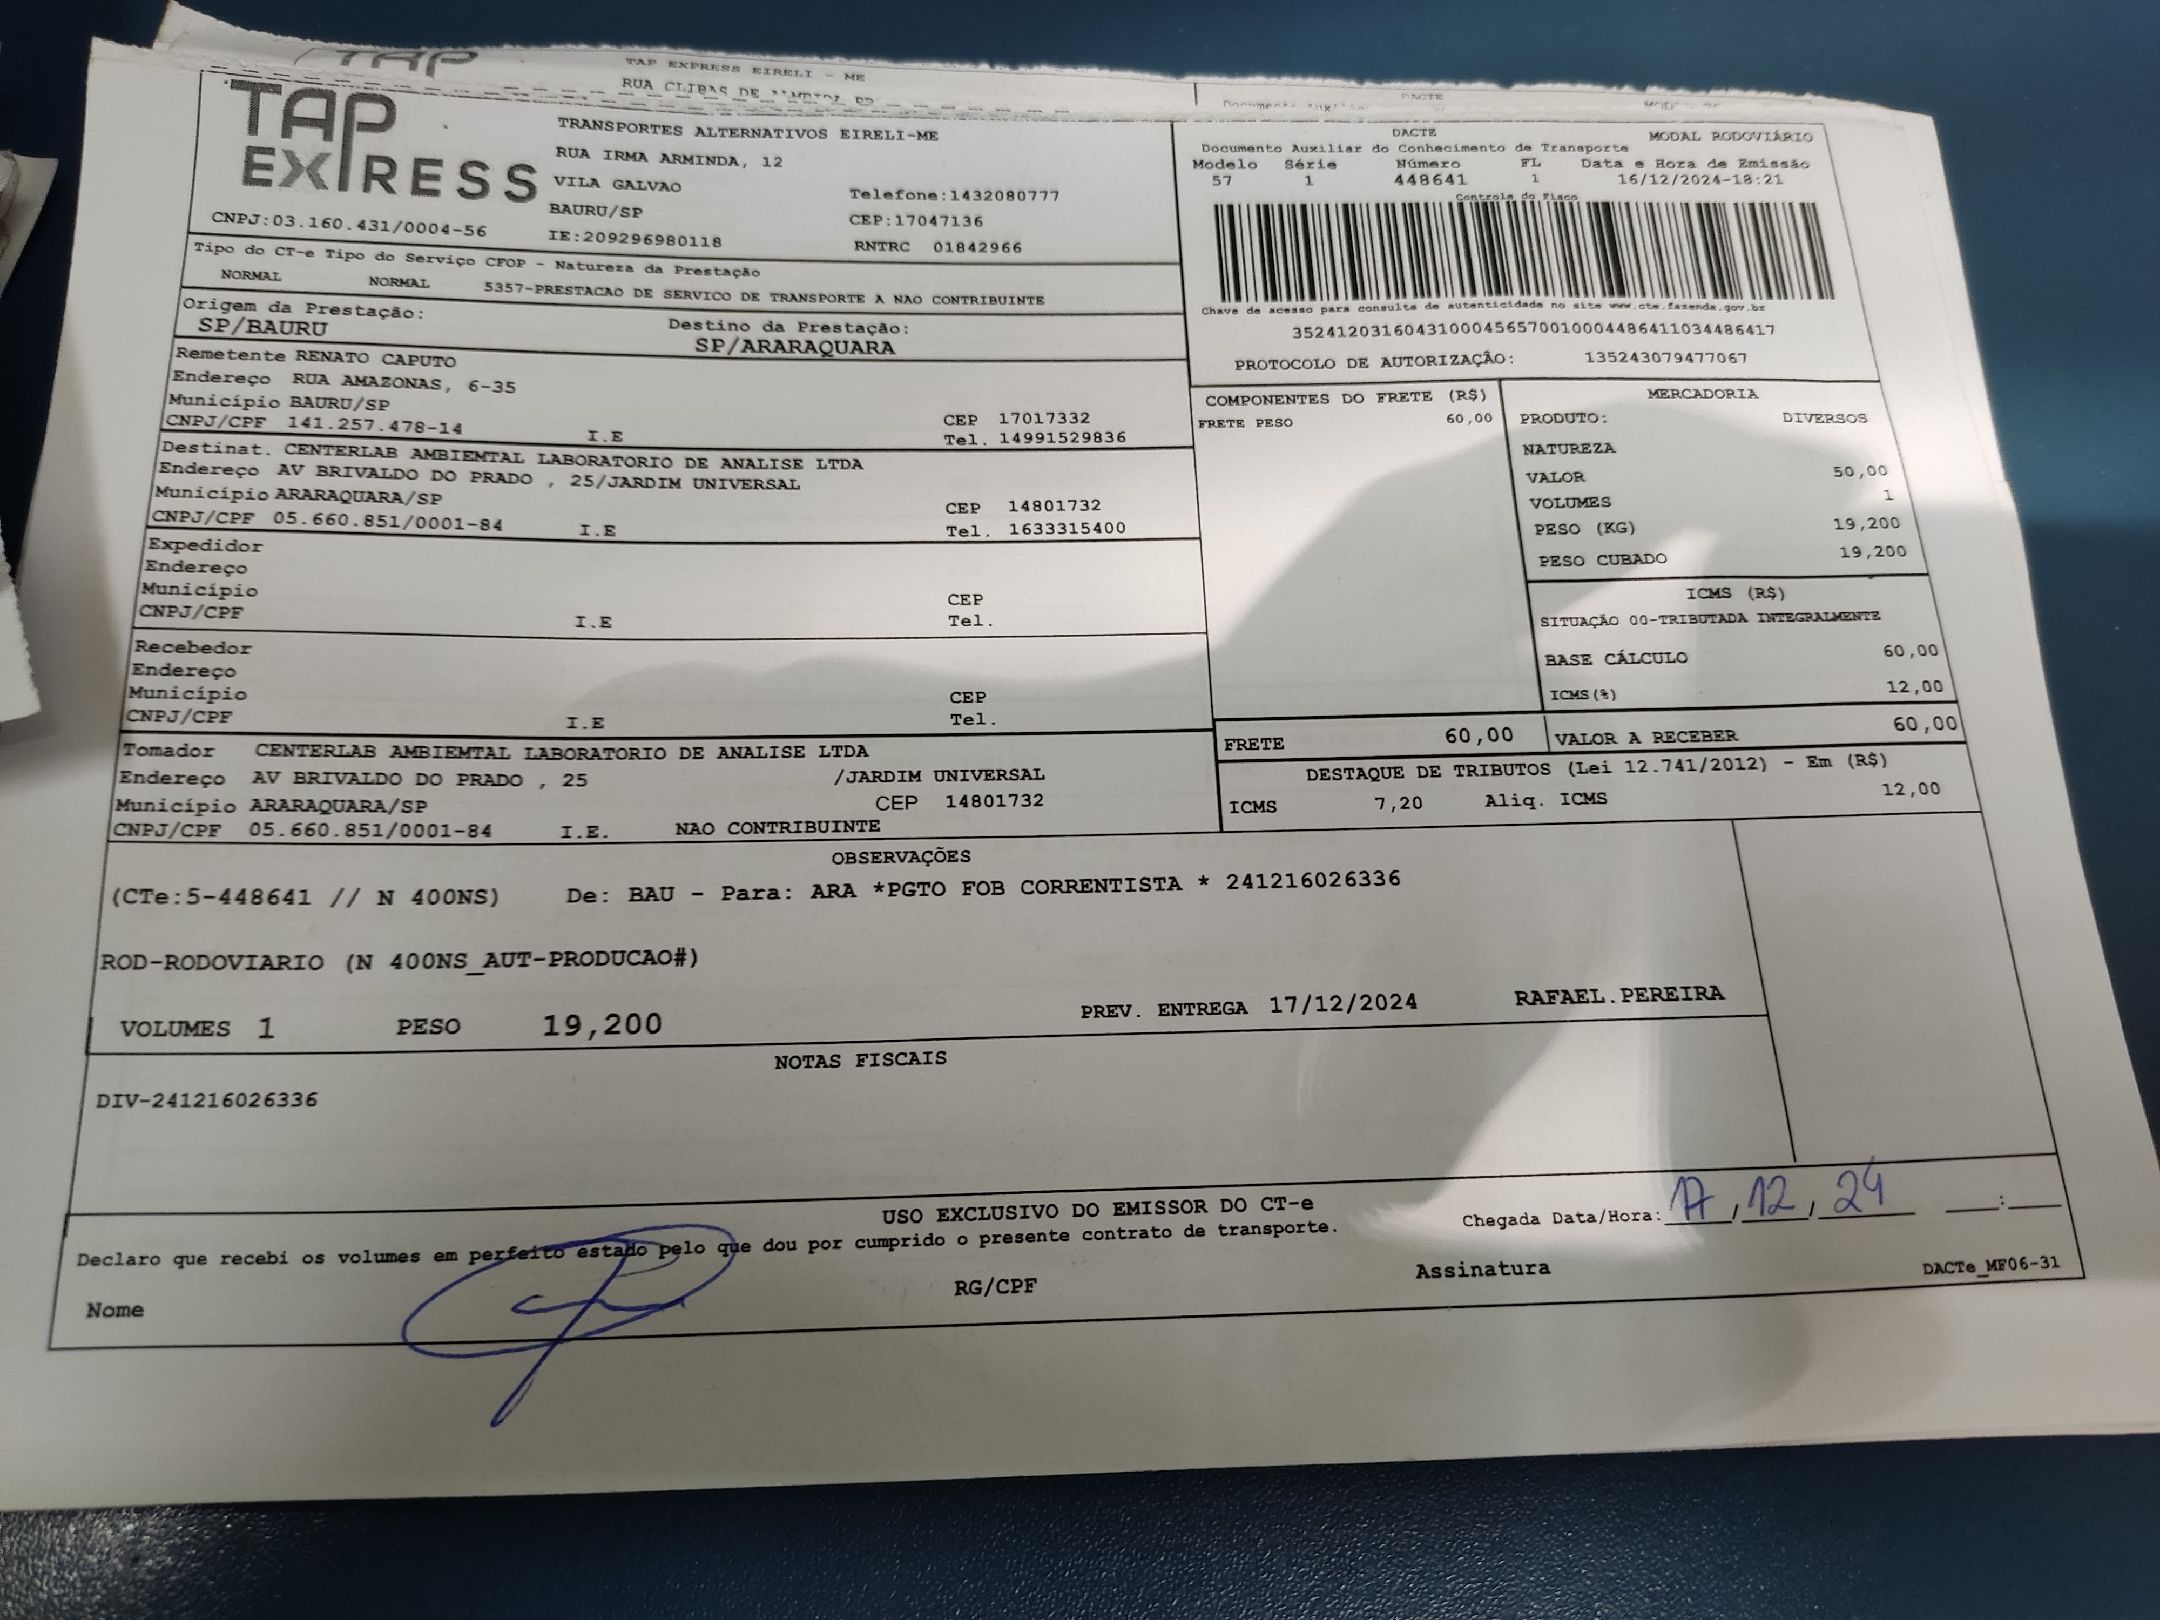 TAP
TAP EXPRESS EIRELI - ME
DACTE
TAP EXPRESS
TRANSPORTES ALTERNATIVOS EIRELI-ME
RUA IRMA ARMINDA, 12
VILA GALVAO
Telefone:1432080777
BAURU/SP
CEP:17047136
CNPJ:03.160.431/0004-56
IE:209296980118
RNTRC 01842966
DACTE
MODAL RODOVIÁRIO
Documento Auxiliar do Conhecimento de Transporte
Modelo Série Número FL Data e Hora de Emissão
57 1 448641 1 16/12/2024-18:21
Controle do Fisco
Chave de acesso para consulta de autenticidade no site www.cte.fazenda.gov.br
35241203160431000456570010004486411034486417
PROTOCOLO DE AUTORIZAÇÃO: 135243079477067
Tipo do CT-e Tipo do Serviço CFOP - Natureza da Prestação
NORMAL NORMAL 5357-PRESTACAO DE SERVICO DE TRANSPORTE A NAO CONTRIBUINTE
Origem da Prestação: Destino da Prestação:
SP/BAURU SP/ARARAQUARA
Remetente RENATO CAPUTO
Endereço RUA AMAZONAS, 6-35
Município BAURU/SP CEP 17017332
CNPJ/CPF 141.257.478-14 I.E Tel. 14991529836
Destinat. CENTERLAB AMBIEMTAL LABORATORIO DE ANALISE LTDA
Endereço AV BRIVALDO DO PRADO , 25/JARDIM UNIVERSAL
Município ARARAQUARA/SP CEP 14801732
CNPJ/CPF 05.660.851/0001-84 I.E Tel. 1633315400
Expedidor
Endereço
Município CEP
CNPJ/CPF I.E Tel.
Recebedor
Endereço
Município CEP
CNPJ/CPF I.E Tel.
Tomador CENTERLAB AMBIEMTAL LABORATORIO DE ANALISE LTDA
Endereço AV BRIVALDO DO PRADO , 25 /JARDIM UNIVERSAL
Município ARARAQUARA/SP CEP 14801732
CNPJ/CPF 05.660.851/0001-84 I.E. NAO CONTRIBUINTE
COMPONENTES DO FRETE (R$)
FRETE PESO 60,00
MERCADORIA
PRODUTO: DIVERSOS
NATUREZA
VALOR 50,00
VOLUMES 1
PESO (KG) 19,200
PESO CUBADO 19,200
ICMS (R$)
SITUAÇÃO 00-TRIBUTADA INTEGRALMENTE
BASE CÁLCULO 60,00
ICMS(%) 12,00
FRETE 60,00 VALOR A RECEBER 60,00
DESTAQUE DE TRIBUTOS (Lei 12.741/2012) - Em (R$)
ICMS 7,20 Aliq. ICMS 12,00
OBSERVAÇÕES
(CTe:5-448641 // N 400NS) De: BAU - Para: ARA *PGTO FOB CORRENTISTA * 241216026336
ROD-RODOVIARIO (N 400NS_AUT-PRODUCAO#)
VOLUMES 1 PESO 19,200 PREV. ENTREGA 17/12/2024 RAFAEL.PEREIRA
NOTAS FISCAIS
DIV-241216026336
USO EXCLUSIVO DO EMISSOR DO CT-e
Chegada Data/Hora: 17,12,24 :
Declaro que recebi os volumes em perfeito estado pelo que dou por cumprido o presente contrato de transporte.
Nome RG/CPF Assinatura DACTe_MF06-31